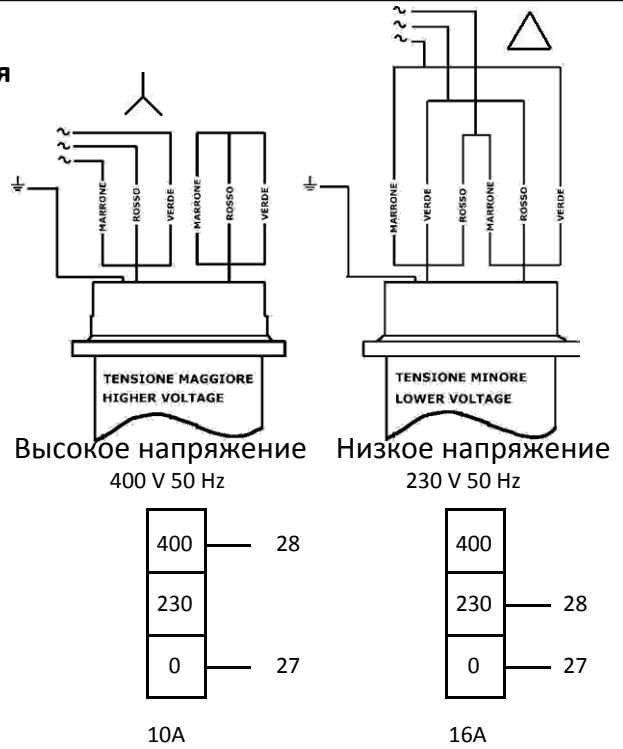 я
MARRONE
ROSSO
VERDE
MARRONE
ROSSO
VERDE
MARRONE
VERDE
ROSSO
MARRONE
ROSSO
VERDE
TENSIONE MAGGIORE
HIGHER VOLTAGE
TENSIONE MINORE
LOWER VOLTAGE
Высокое напряжение
Низкое напряжение
400 V 50 Hz
230 V 50 Hz
400
28
230
0
27
400
230
28
0
27
10A
16A